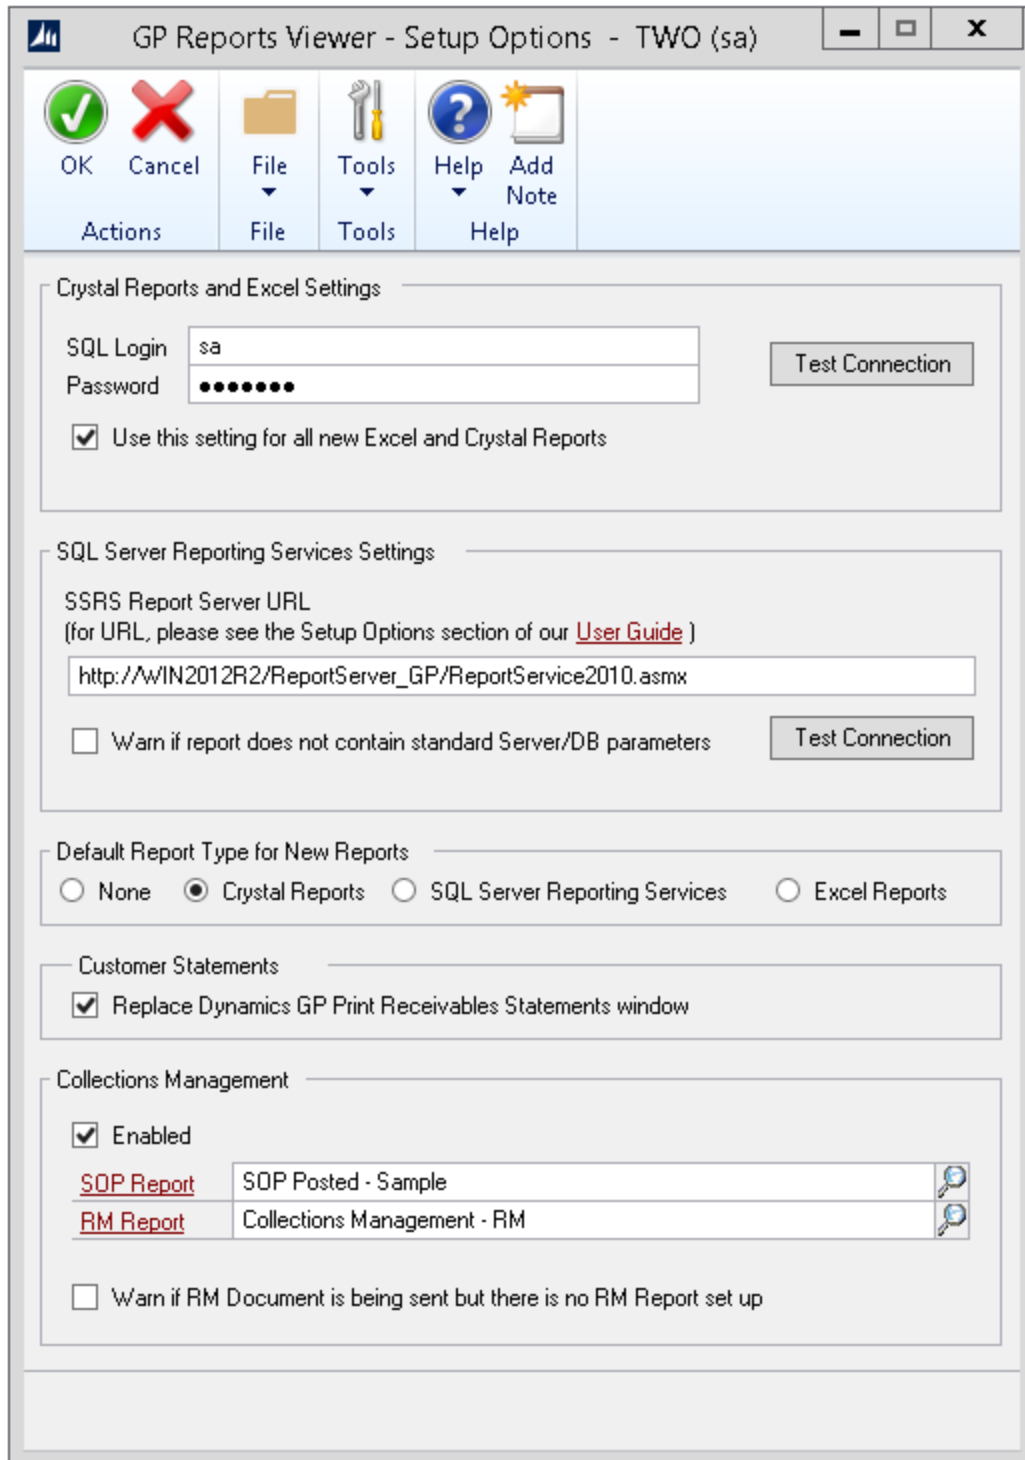 GP Reports Viewer - Setup Options - TWO (sa)
OK Cancel File Tools Help Add Note
Actions File Tools Help
Crystal Reports and Excel Settings
SQL Login sa
Password •••••••
Test Connection
Use this setting for all new Excel and Crystal Reports
SQL Server Reporting Services Settings
SSRS Report Server URL
(for URL, please see the Setup Options section of our User Guide )
http://WIN2012R2/ReportServer_GP/ReportService2010.asmx
Warn if report does not contain standard Server/DB parameters Test Connection
Default Report Type for New Reports
None Crystal Reports SQL Server Reporting Services Excel Reports
Customer Statements
Replace Dynamics GP Print Receivables Statements window
Collections Management
Enabled
SOP Report SOP Posted - Sample
RM Report Collections Management - RM
Warn if RM Document is being sent but there is no RM Report set up